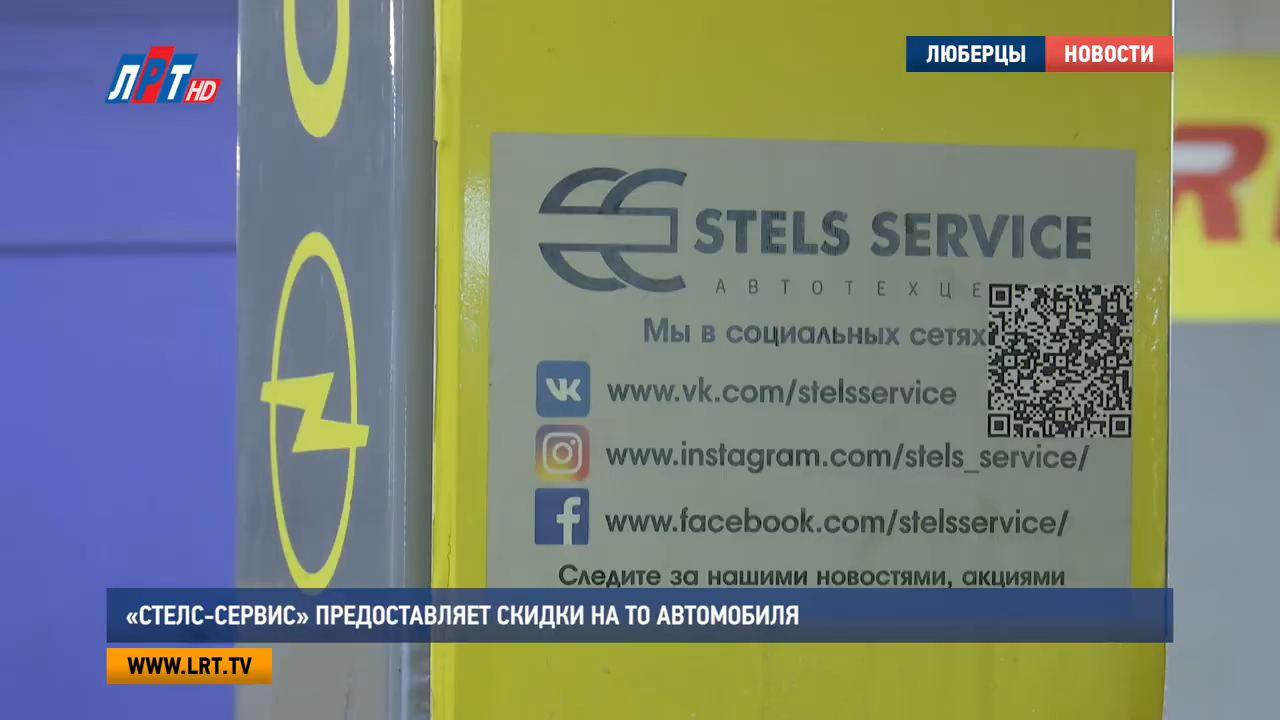 ЛРТ HD
ЛЮБЕРЦЫ НОВОСТИ
STELS SERVICE
Мы в социальных сетях
www.vk.com/stelsservice
www.instagram.com/stels_service/
www.facebook.com/stelsservice/
Следите за нашими новостями, акциями
«СТЕЛС-СЕРВИС» ПРЕДОСТАВЛЯЕТ СКИДКИ НА ТО АВТОМОБИЛЯ
WWW.LRT.TV